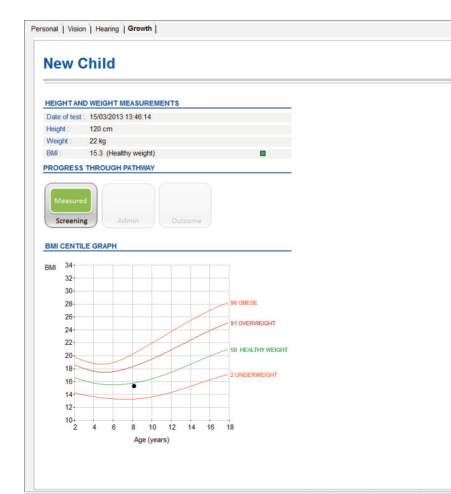 Personal | Vision | Hearing | Growth |
New Child
HEIGHT AND WEIGHT MEASUREMENTS
Date of test : 15/03/2013 13:46:14
Height : 120 cm
Weight : 22 kg
BMI : 15.3 (Healthy weight)
PROGRESS THROUGH PATHWAY
Measured
Screening Admin Outcome
BMI CENTILE GRAPH
BMI 34
32
30
28
98 OBESE
26
24
91 OVERWEIGHT
22
20
50 HEALTHY WEIGHT
18
16
2 UNDERWEIGHT
14
12
10
2 4 6 8 10 12 14 16 18
Age (years)